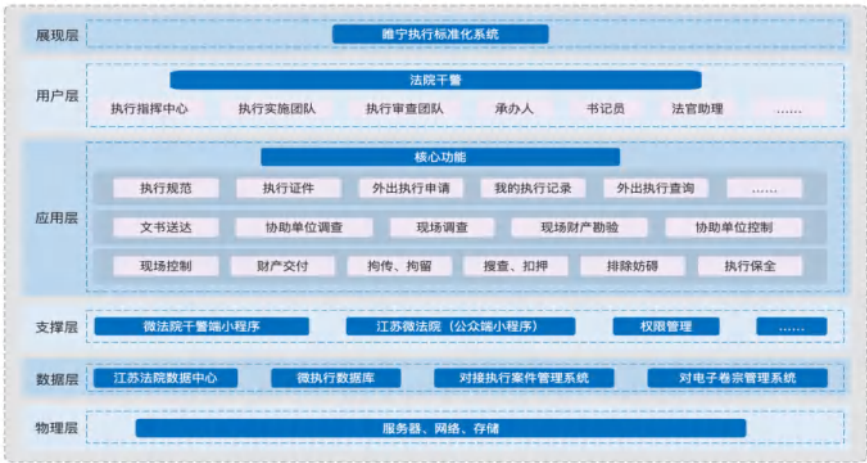 展现层
睢宁执行标准化系统
用户层
法院干警
执行指挥中心 执行实施团队 执行审查团队 承办人 书记员 法官助理 ......
应用层
核心功能
执行规范 执行证件 外出执行申请 我的执行记录 外出执行查询 ......
文书送达 协助单位调查 现场调查 现场财产勘验 协助单位控制
现场控制 财产交付 拘传、拘留 搜查、扣押 排除妨碍 执行保全
支撑层 微法院干警端小程序 江苏微法院（公众端小程序） 权限管理 ......
数据层 江苏法院数据中心 微执行数据库 对接执行案件管理系统 对电子卷宗管理系统
物理层 服务器、网络、存储